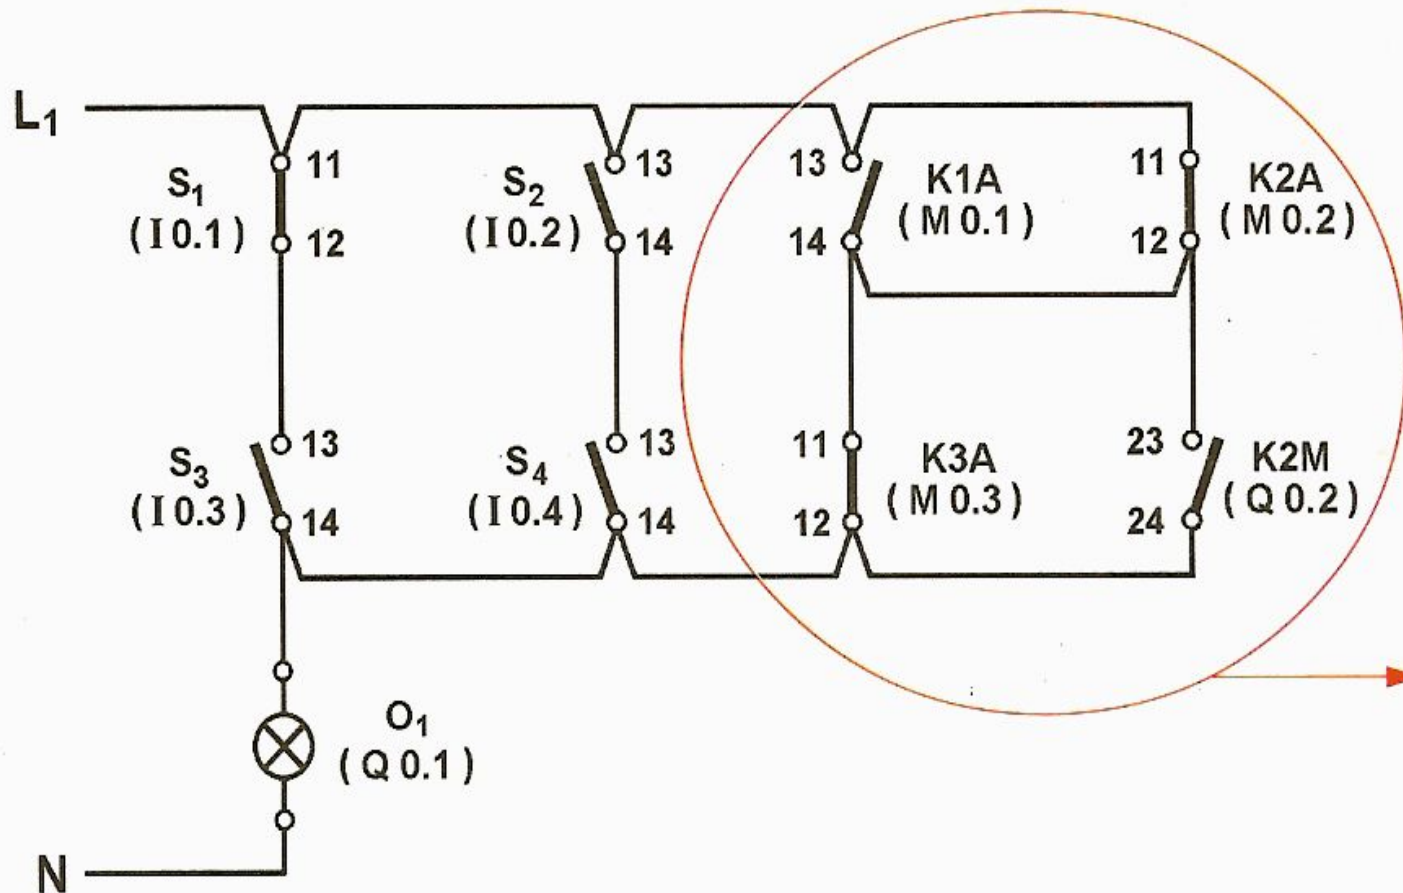 L₁
11
S₁
(I 0.1)
12
13
S₂
(I 0.2)
14
13
K1A
(M 0.1)
14
11
K2A
(M 0.2)
12
13
S₃
(I 0.3)
14
13
S₄
(I 0.4)
14
11
K3A
(M 0.3)
12
23
K2M
(Q 0.2)
24
O₁
(Q 0.1)
N